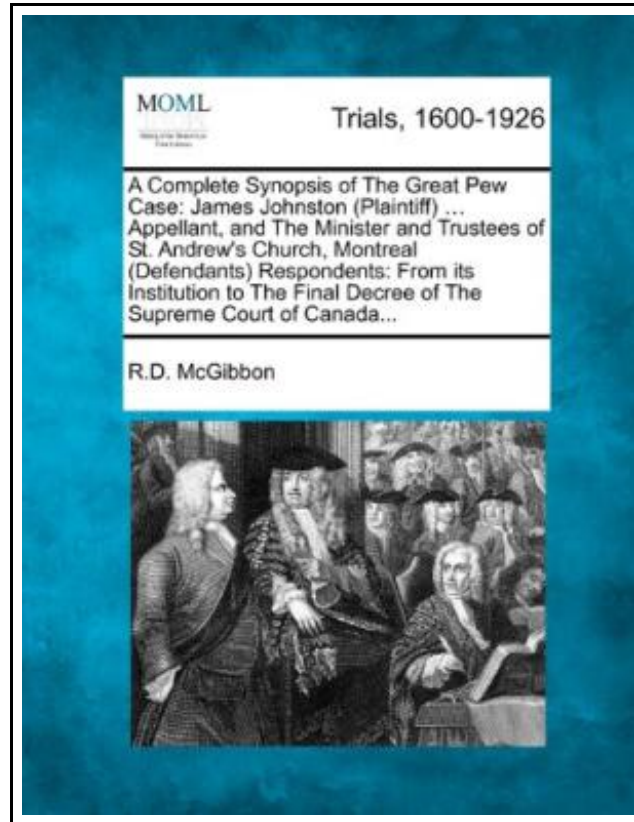 MOML
Trials, 1600-1926
A Complete Synopsis of The Great Pew
Case: James Johnston (Plaintiff) ...
Appellant, and The Minister and Trustees of
St. Andrew's Church, Montreal
(Defendants) Respondents: From its
Institution to The Final Decree of The
Supreme Court of Canada...
R.D. McGibbon